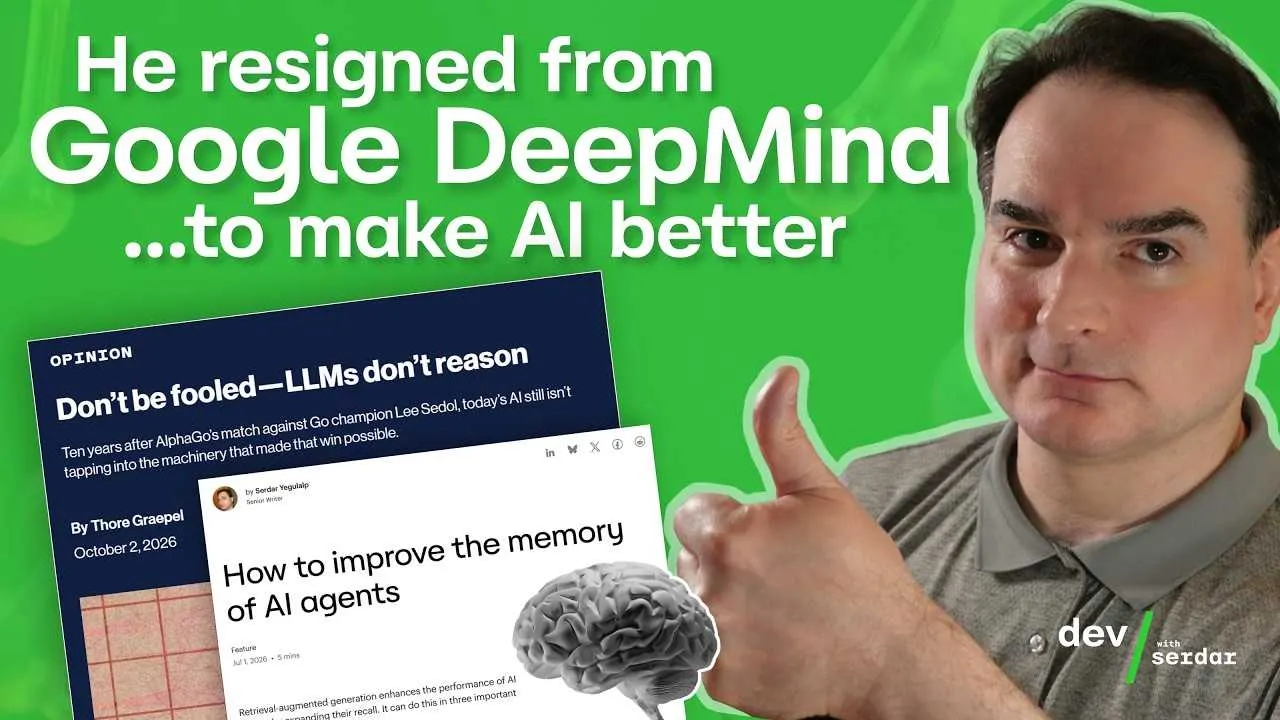 He resigned from
Google DeepMind
...to make AI better
OPINION
Don't be fooled—LLMs don't reason
Ten years after AlphaGo's match against Go champion Lee Sedol, today's AI still isn't
tapping into the machinery that made that win possible.
By Thore Graepel
October 2, 2026
by Serdar Yegulalp
Senior Writer
How to improve the memory
of AI agents
Feature
Jul 1, 2026 • 5 mins
Retrieval-augmented generation enhances the performance of AI
expanding their recall. It can do this in three important
dev/
with
serdar